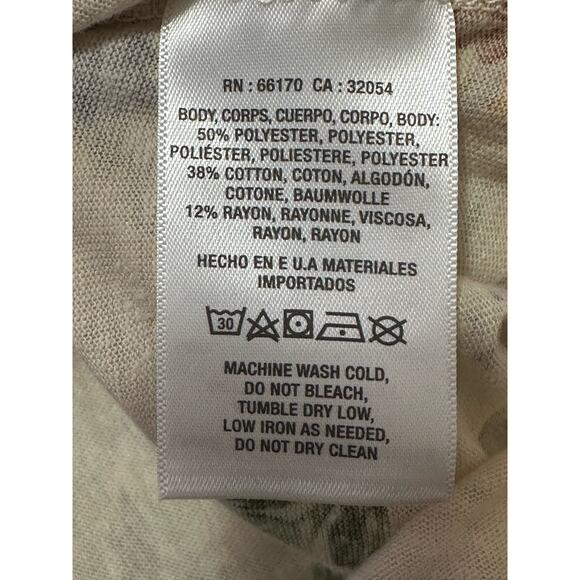 RN : 66170 CA : 32054
BODY, CORPS, CUERPO, CORPO, BODY:
50% POLYESTER, POLYESTER,
POLIÉSTER, POLIESTERE, POLYESTER
38% COTTON, COTON, ALGODÓN,
COTONE, BAUMWOLLE
12% RAYON, RAYONNE, VISCOSA,
RAYON, RAYON
HECHO EN E U.A MATERIALES
IMPORTADOS
30
MACHINE WASH COLD,
DO NOT BLEACH,
TUMBLE DRY LOW,
LOW IRON AS NEEDED,
DO NOT DRY CLEAN